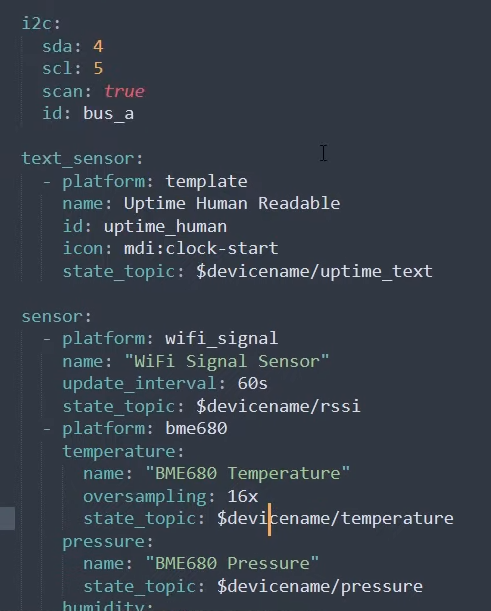 i2c:
  sda: 4
  scl: 5
  scan: true
  id: bus_a

text_sensor:
  - platform: template
    name: Uptime Human Readable
    id: uptime_human
    icon: mdi:clock-start
    state_topic: $devicename/uptime_text

sensor:
  - platform: wifi_signal
    name: "WiFi Signal Sensor"
    update_interval: 60s
    state_topic: $devicename/rssi
  - platform: bme680
    temperature:
      name: "BME680 Temperature"
      oversampling: 16x
      state_topic: $devicename/temperature
    pressure:
      name: "BME680 Pressure"
      state_topic: $devicename/pressure
    humidity: